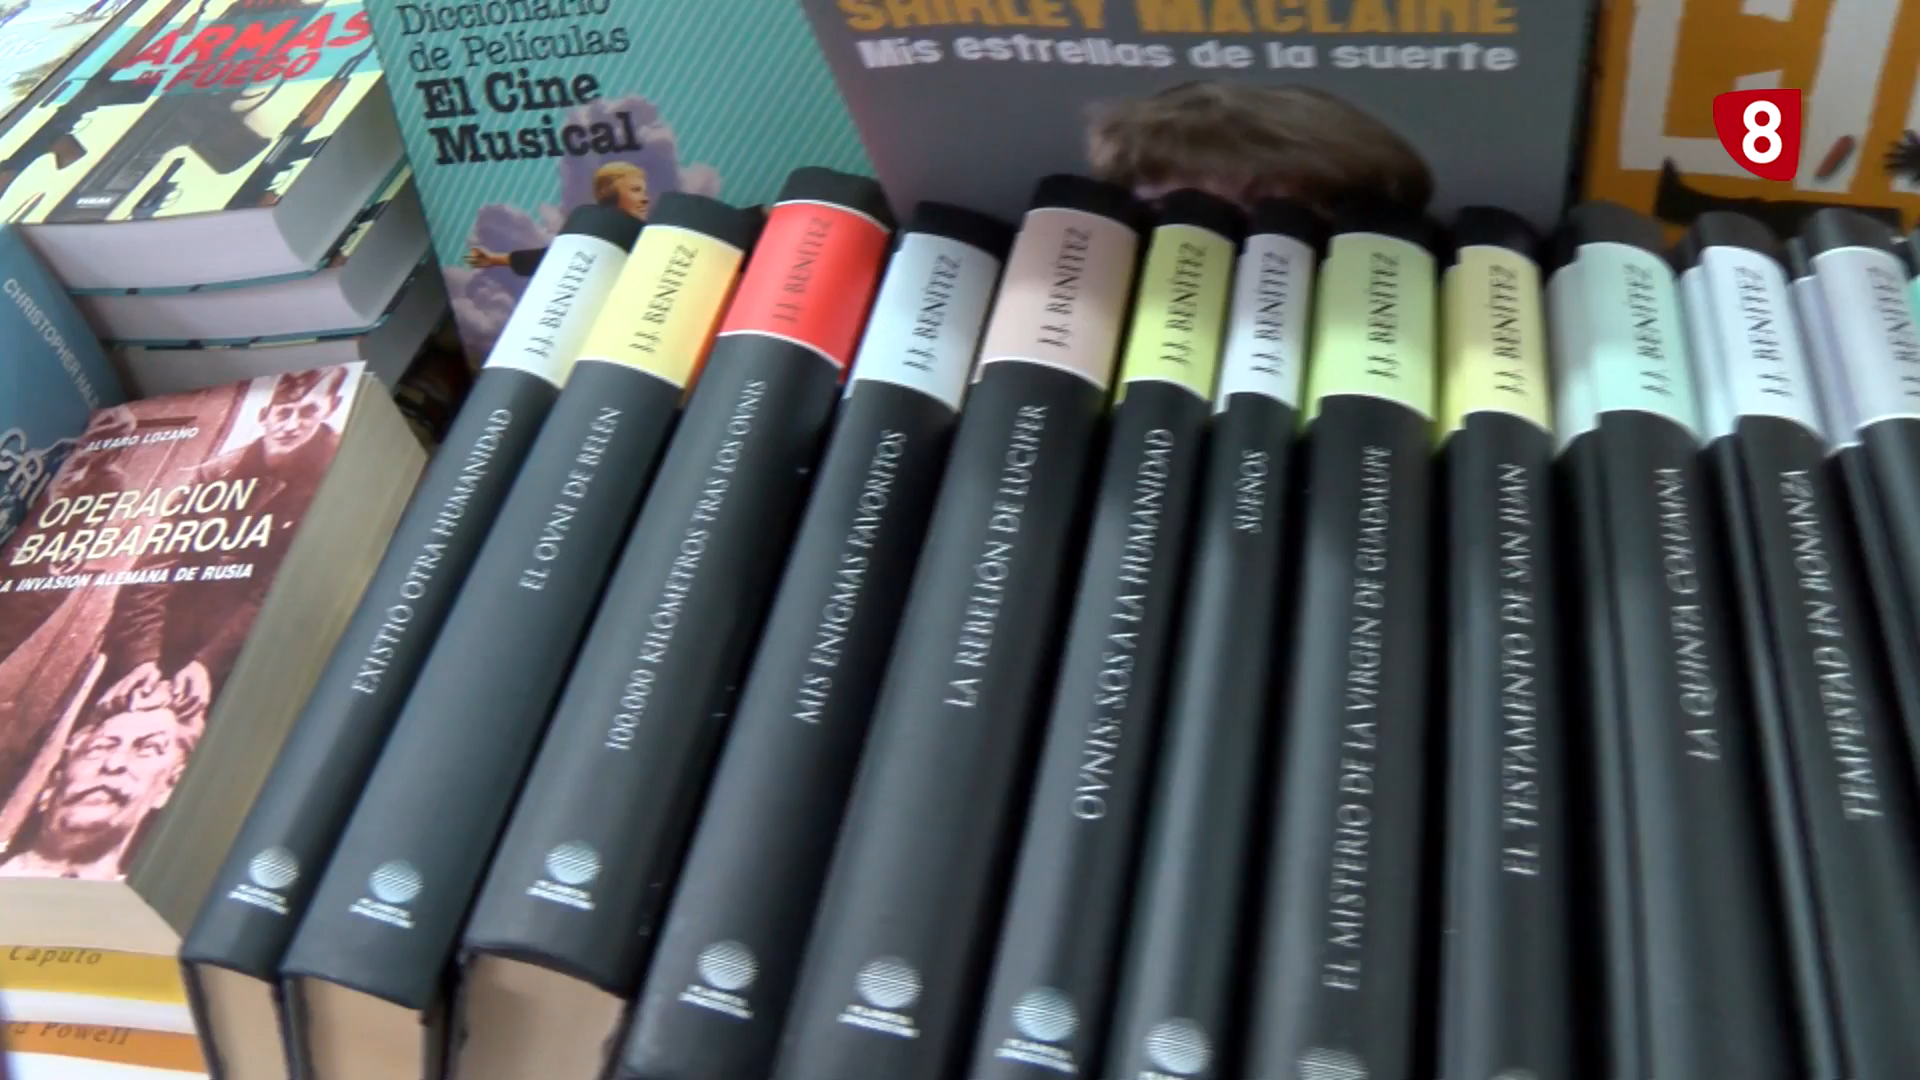 ARMAS
DE FUEGO
Diccionario
de Películas
El Cine
Musical
SHIRLEY MACLAINE
Mis estrellas de la suerte
8
CHRISTOPHER
ALVARO LOZANO
OPERACIÓN
BARBARROJA
LA INVASIÓN ALEMANA DE RUSIA
Caputo
Powell
J.J. BENÍTEZ
EXISTIÓ OTRA HUMANIDAD
J.J. BENÍTEZ
EL OVNI DE BELÉN
J.J. BENÍTEZ
100.000 KILÓMETROS TRAS LOS OVNIS
J.J. BENÍTEZ
MIS ENIGMAS FAVORITOS
J.J. BENÍTEZ
LA REBELIÓN DE LUCIFER
J.J. BENÍTEZ
OVNIS: SOS A LA HUMANIDAD
J.J. BENÍTEZ
SUEÑOS
J.J. BENÍTEZ
EL MISTERIO DE LA VIRGEN DE GUADALUPE
J.J. BENÍTEZ
EL TESTAMENTO DE SAN JUAN
J.J. BENÍTEZ
LA QUINTA COLUMNA
J.J. BENÍTEZ
TEMPESTAD EN BONANZA
BENÍTEZ